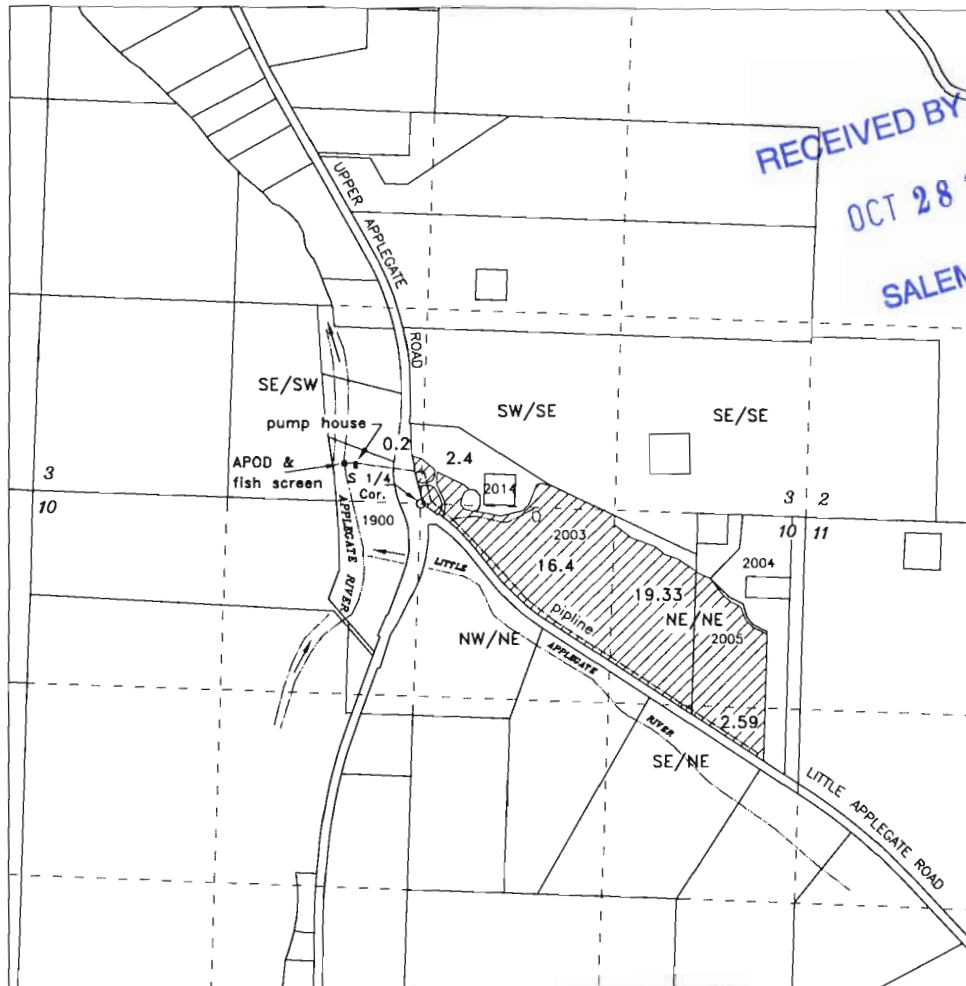 RECEIVED BY
OCT 28
SALEM
UPPER APPLEGATE
ROAD
SE/SW
SW/SE
SE/SE
pump house
0.2
2.4
APOD &
fish screen
S.
1/4
Cor.
2014
3
10
1900
3 2
10 11
2003
2004
16.4
19.33
APPLEGATE RIVER
LITTLE
pipline
NE/NE
2005
NW/NE
APPLEGATE
RIVER
2.59
SE/NE
LITTLE APPLEGATE ROAD